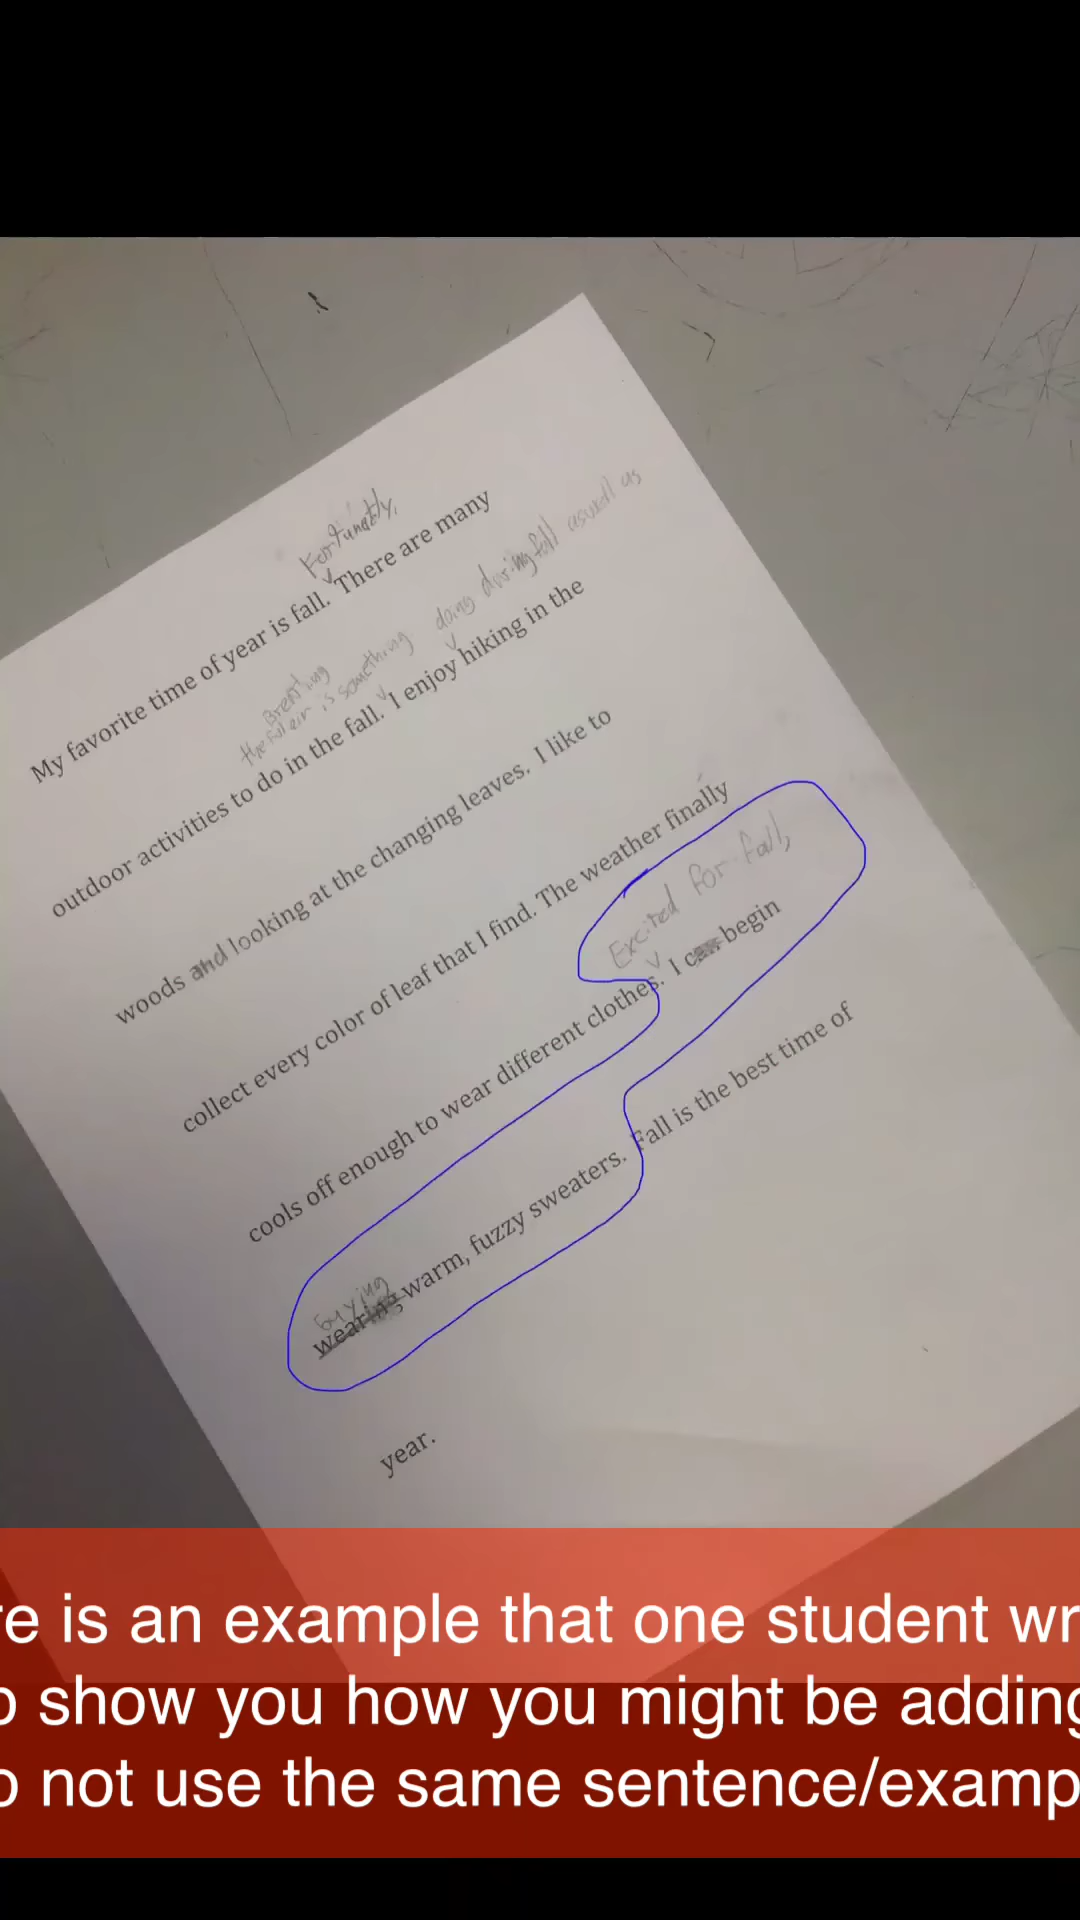 Fortunatly,
My favorite time of year is fall. There are many
Breathing
the fall air is something doing during fall aswell as
outdoor activities to do in the fall. I enjoy hiking in the
woods and looking at the changing leaves. I like to
collect every color of leaf that I find. The weather finally
Excited for fall,
cools off enough to wear different clothes. I can begin
buying
wearing warm, fuzzy sweaters. Fall is the best time of
year.
re is an example that one student wr
o show you how you might be adding
o not use the same sentence/examp